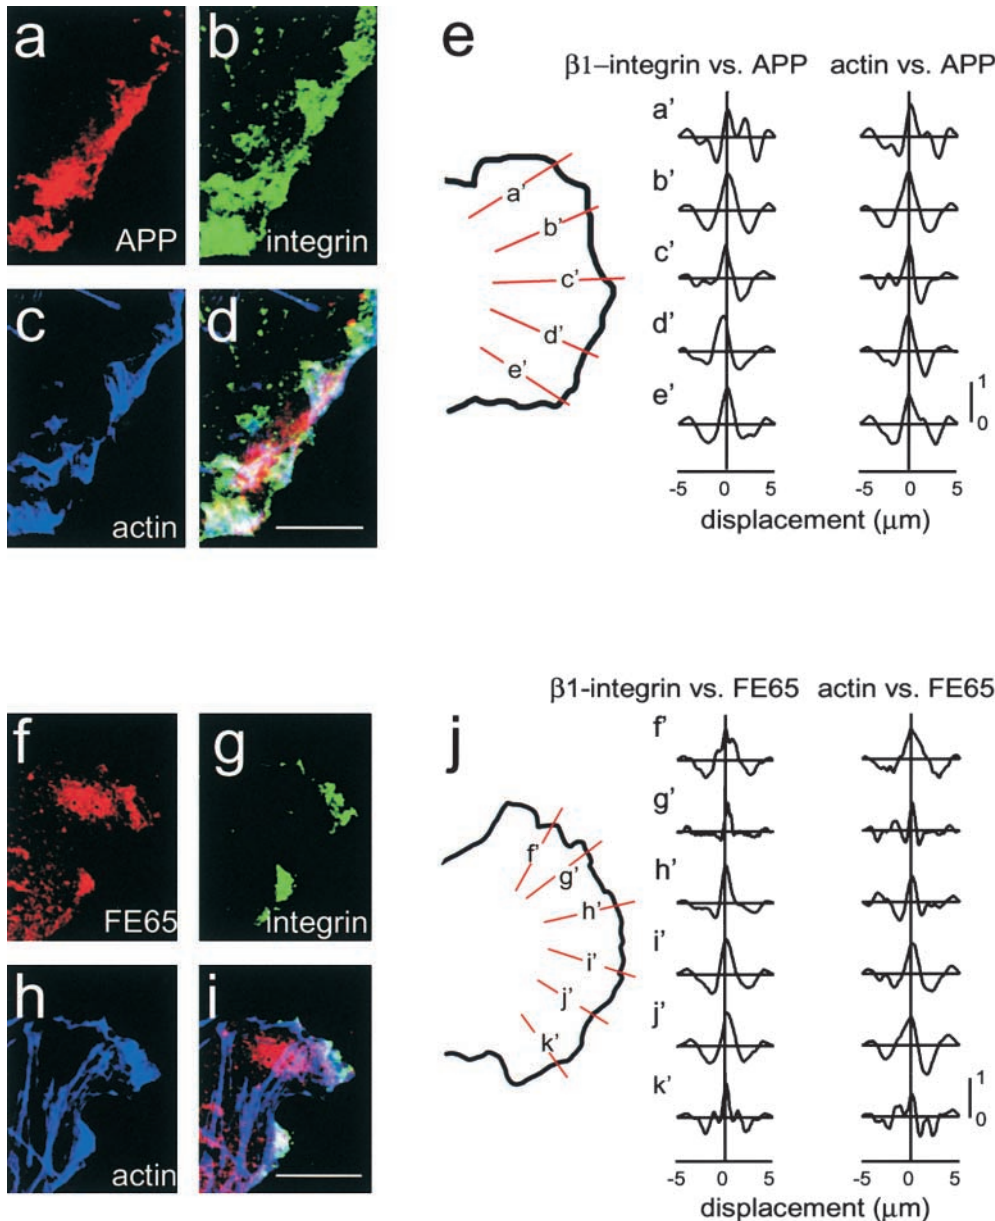 a
APP
b
integrin
c
actin
d
e
β1–integrin vs. APP actin vs. APP
a'
b'
c'
d'
e'
a'
b'
c'
d'
e'
1
0
-5 0 5 -5 0 5
displacement (μm)
f
FE65
g
integrin
h
actin
i
j
β1-integrin vs. FE65 actin vs. FE65
f'
g'
h'
i'
j'
k'
f'
g'
h'
i'
j'
k'
1
0
-5 0 5 -5 0 5
displacement (μm)